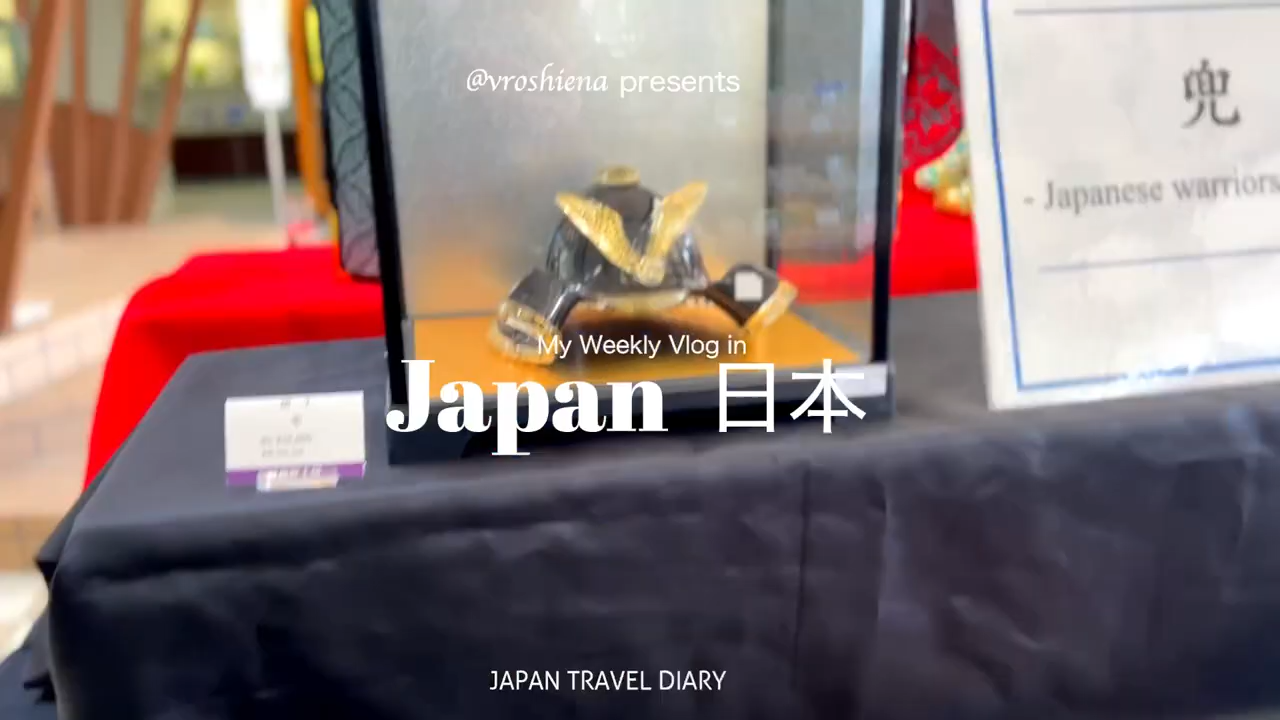 @vroshiena presents
兜
- Japanese warriors
My Weekly Vlog in
Japan 日本
JAPAN TRAVEL DIARY